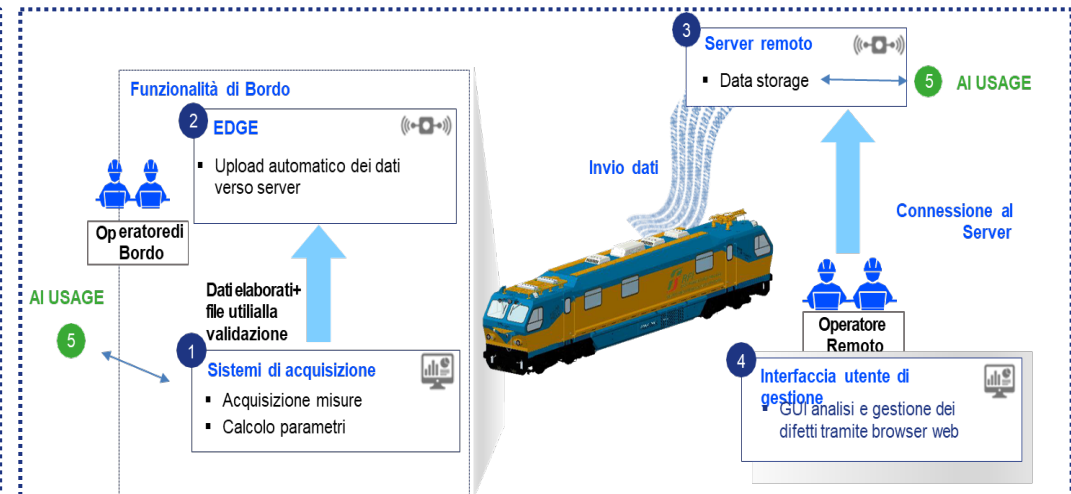 Funzionalità di Bordo
2
EDGE
▪ Upload automatico dei dati
verso server
Operatoredi
Bordo
AI USAGE
5
Dati elaborati+
file utilialla
validazione
1
Sistemi di acquisizione
▪ Acquisizione misure
▪ Calcolo parametri
Invio dati
3
Server remoto
▪ Data storage
5
AI USAGE
Connessione al
Server
Operatore
Remoto
4
Interfaccia utente di
gestione
▪ GUI analisi e gestione dei
difetti tramite browser web